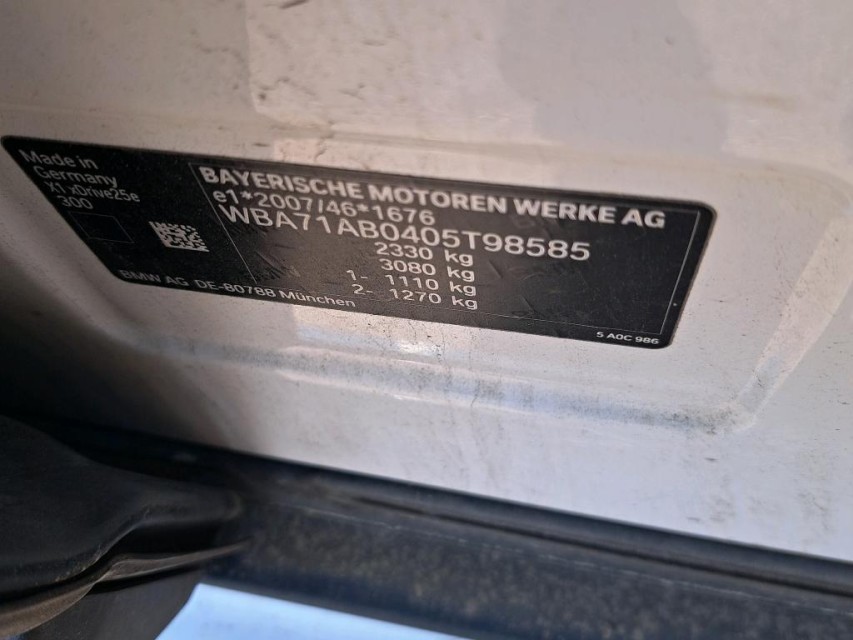 Made in
Germany
X1 xDrive25e
300
BAYERISCHE MOTOREN WERKE AG
e1*2007/46*1676
WBA71AB0405T98585
2330 kg
3080 kg
1- 1110 kg
2- 1270 kg
BMW AG DE-80788 München
5 A0C 986